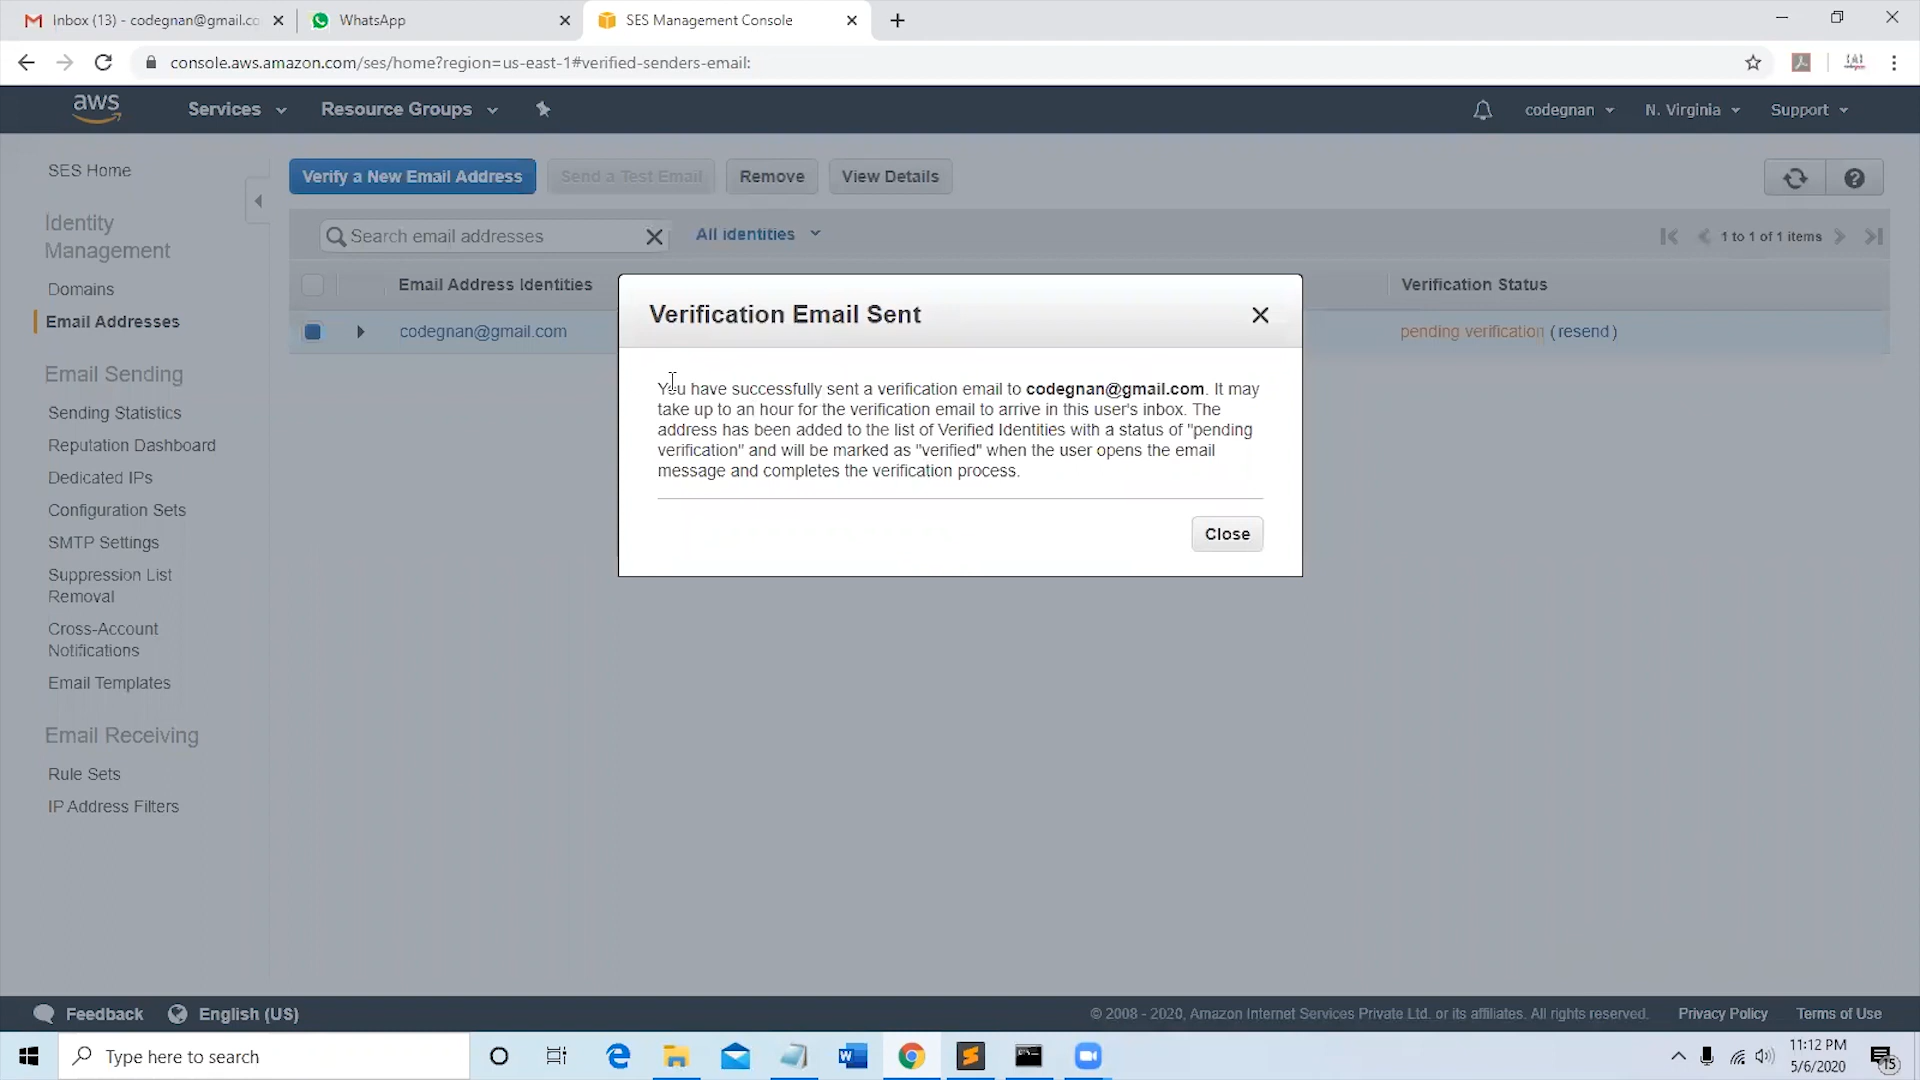 Inbox (13) - codegnan@gmail.co
WhatsApp
SES Management Console
console.aws.amazon.com/ses/home?region=us-east-1#verified-senders-email:
aws
Services
Resource Groups
codegnan
N. Virginia
Support
SES Home
Identity
Management
Domains
Email Addresses
Email Sending
Sending Statistics
Reputation Dashboard
Dedicated IPs
Configuration Sets
SMTP Settings
Suppression List
Removal
Cross-Account
Notifications
Email Templates
Email Receiving
Rule Sets
IP Address Filters
Verify a New Email Address
Send a Test Email
Remove
View Details
Search email addresses
All identities
1 to 1 of 1 items
Email Address Identities
Verification Status
codegnan@gmail.com
pending verification (resend)
Verification Email Sent
You have successfully sent a verification email to codegnan@gmail.com. It may
take up to an hour for the verification email to arrive in this user's inbox. The
address has been added to the list of Verified Identities with a status of "pending
verification" and will be marked as "verified" when the user opens the email
message and completes the verification process.
Close
Feedback
English (US)
© 2008 - 2020, Amazon Internet Services Private Ltd. or its affiliates. All rights reserved.
Privacy Policy
Terms of Use
Type here to search
11:12 PM
5/6/2020
15